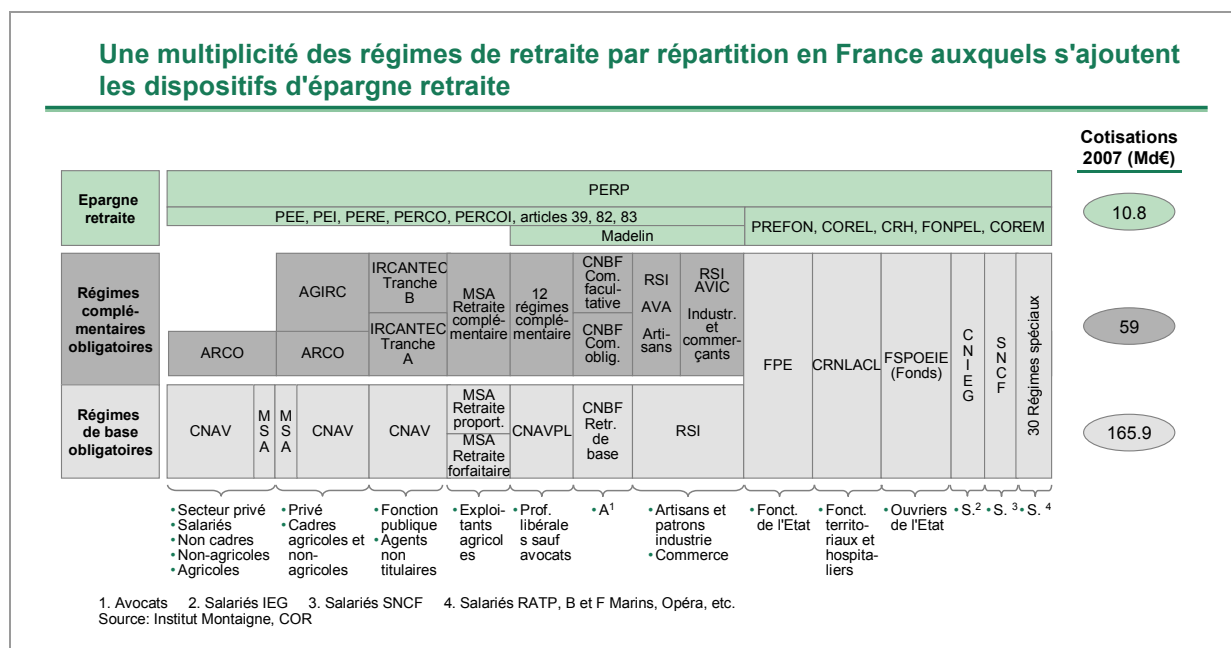 Une multiplicité des régimes de retraite par répartition en France auxquels s'ajoutent
les dispositifs d'épargne retraite
Cotisations
2007 (Md€)
Epargne
retraite
PERP
PEE, PEI, PERE, PERCO, PERCOI, articles 39, 82, 83
Madelin
PREFON, COREL, CRH, FONPEL, COREM
10.8
Régimes
complé-
mentaires
obligatoires
ARCO
AGIRC
ARCO
IRCANTEC
Tranche
B
IRCANTEC
Tranche
A
MSA
Retraite
complé-
mentaire
12
régimes
complé-
mentaire
CNBF
Com.
facul-
tative
CNBF
Com.
oblig.
RSI
AVA
Arti-
sans
RSI
AVIC
Industr.
et
commer-
çants
59
Régimes
de base
obligatoires
CNAV
M
S
A
M
S
A
CNAV
CNAV
MSA
Retraite
proport.
MSA
Retraite
forfaitaire
CNAVPL
CNBF
Retr.
de
base
RSI
FPE
CRNLACL
FSPOEIE
(Fonds)
C
N
I
E
G
S
N
C
F
30 Régimes spéciaux
165.9
• Secteur privé
• Salariés
• Non cadres
• Non-agricoles
• Agricoles
• Privé
• Cadres
agricoles et
non-
agricoles
• Fonction
publique
• Agents
non
titulaires
• Exploi-
tants
agricol
es
• Prof.
libérale
s sauf
avocats
• A1
• Artisans et
patrons
industrie
• Commerce
• Fonct.
de l'Etat
• Fonct.
territo-
riaux et
hospita-
liers
• Ouvriers
de l'Etat
• S.2
• S. 3
• S. 4
1. Avocats 2. Salariés IEG 3. Salariés SNCF 4. Salariés RATP, B et F Marins, Opéra, etc.
Source: Institut Montaigne, COR